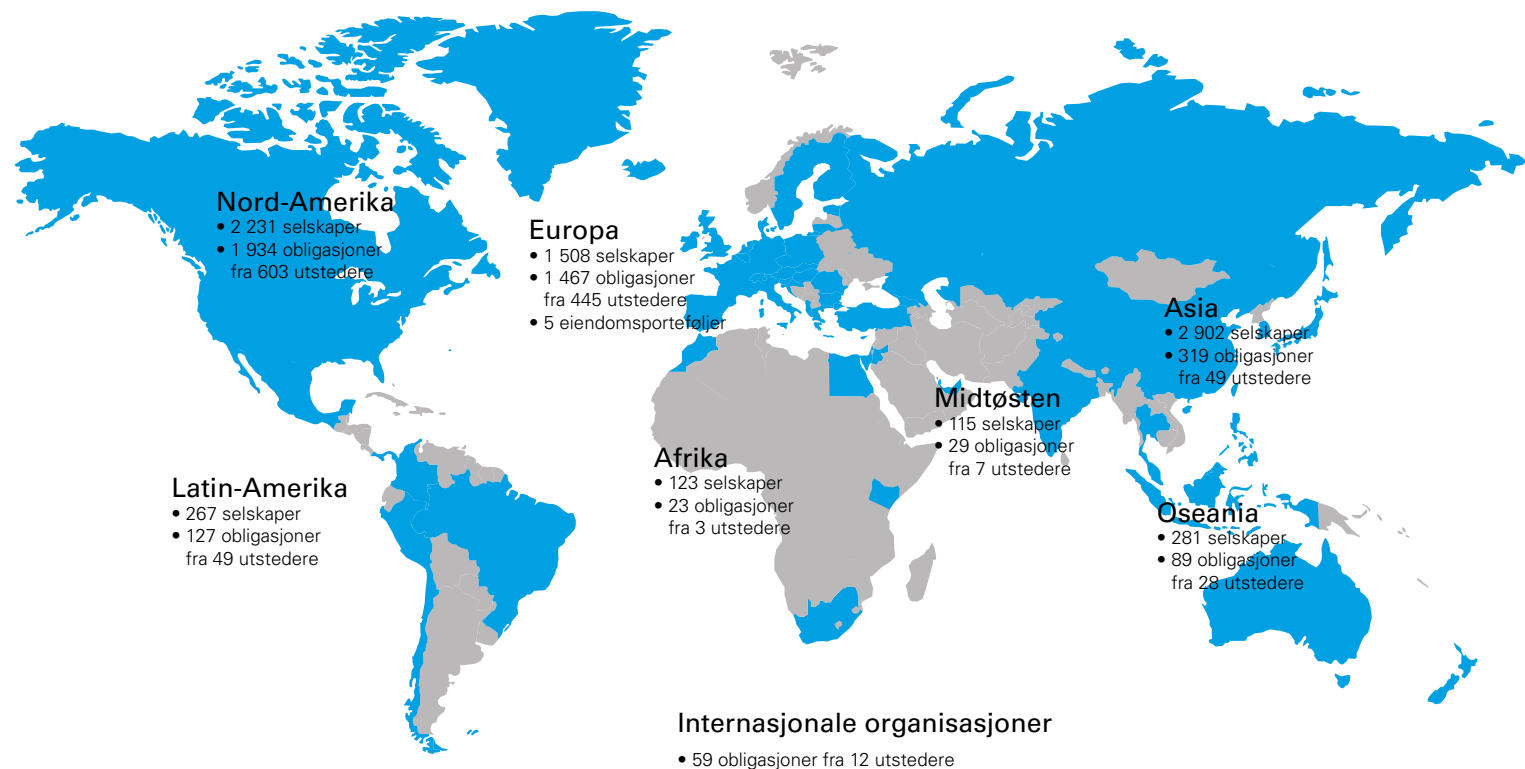 Nord-Amerika
• 2 231 selskaper
• 1 934 obligasjoner
fra 603 utstedere
Europa
• 1 508 selskaper
• 1 467 obligasjoner
fra 445 utstedere
• 5 eiendomsporteføljer
Asia
• 2 902 selskaper
• 319 obligasjoner
fra 49 utstedere
Midtøsten
• 115 selskaper
• 29 obligasjoner
fra 7 utstedere
Afrika
• 123 selskaper
• 23 obligasjoner
fra 3 utstedere
Latin-Amerika
• 267 selskaper
• 127 obligasjoner
fra 49 utstedere
Oseania
• 281 selskaper
• 89 obligasjoner
fra 28 utstedere
Internasjonale organisasjoner
• 59 obligasjoner fra 12 utstedere